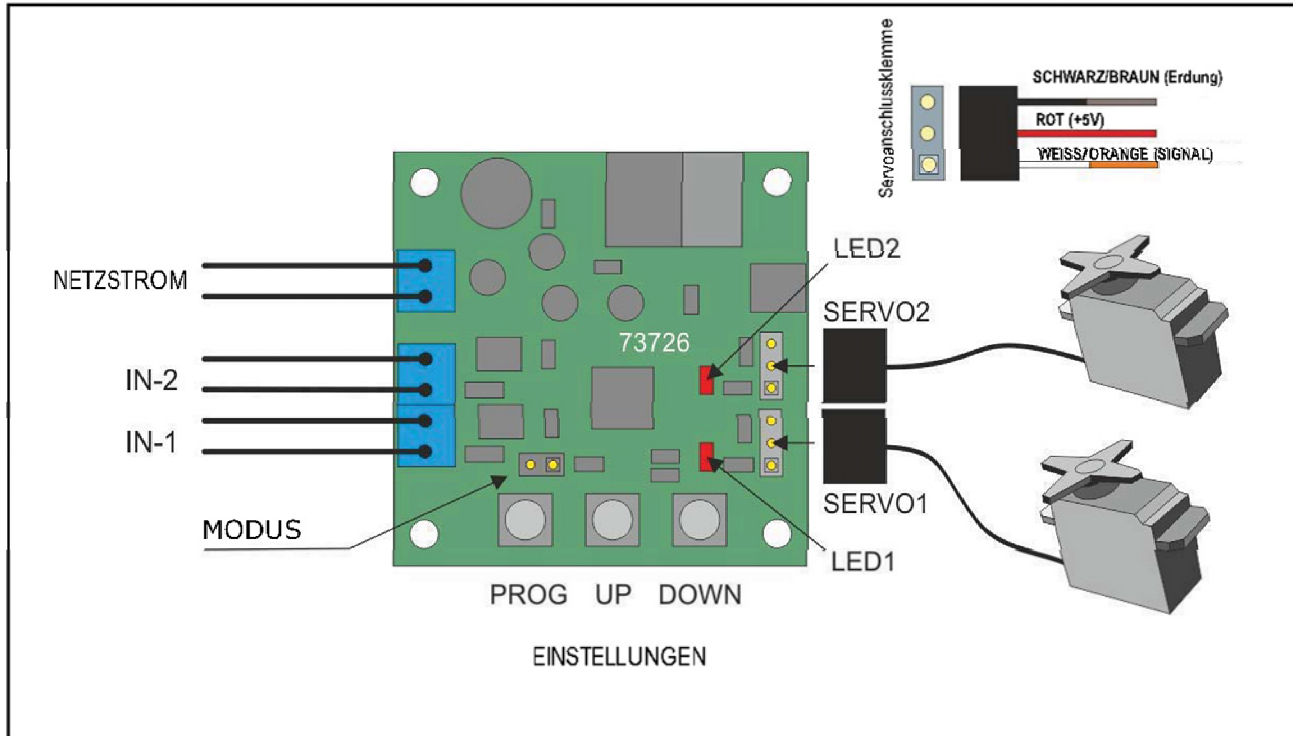 Servoanschlussklemme
SCHWARZ/BRAUN (Erdung)
ROT (+5V)
WEISS/ORANGE (SIGNAL)
NETZSTROM
IN-2
IN-1
MODUS
73726
LED2
SERVO2
SERVO1
LED1
PROG UP DOWN
EINSTELLUNGEN